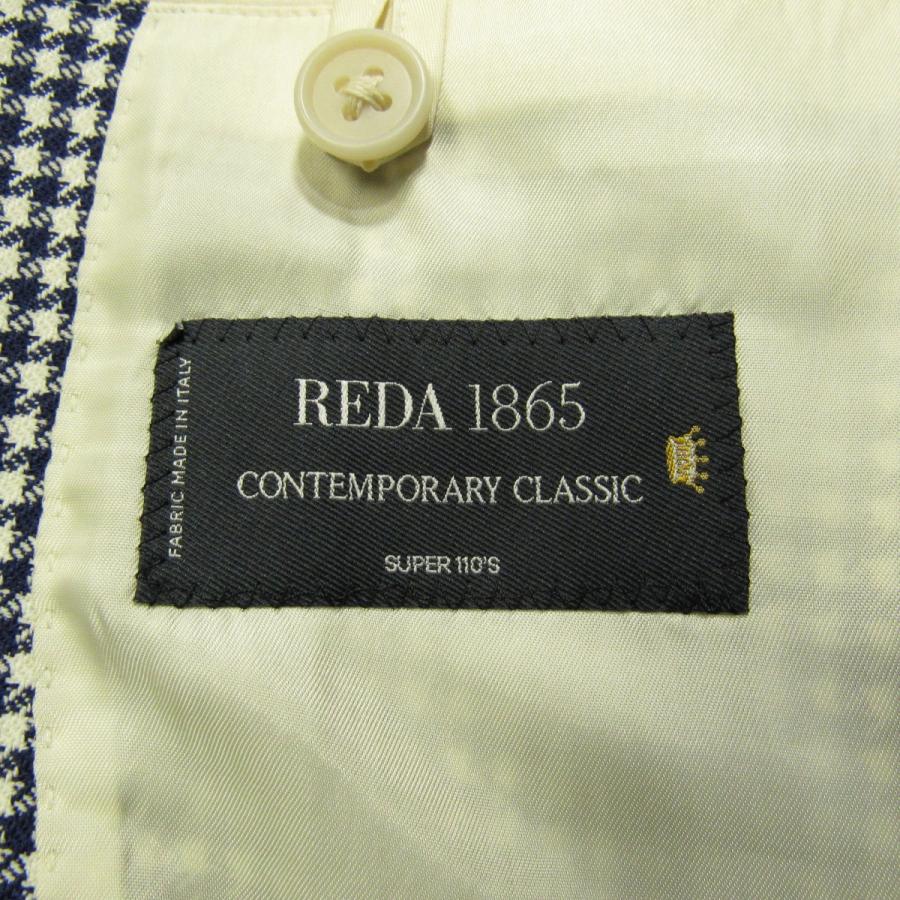 REDA 1865
CONTEMPORARY CLASSIC
SUPER 110'S
FABRIC MADE IN ITALY